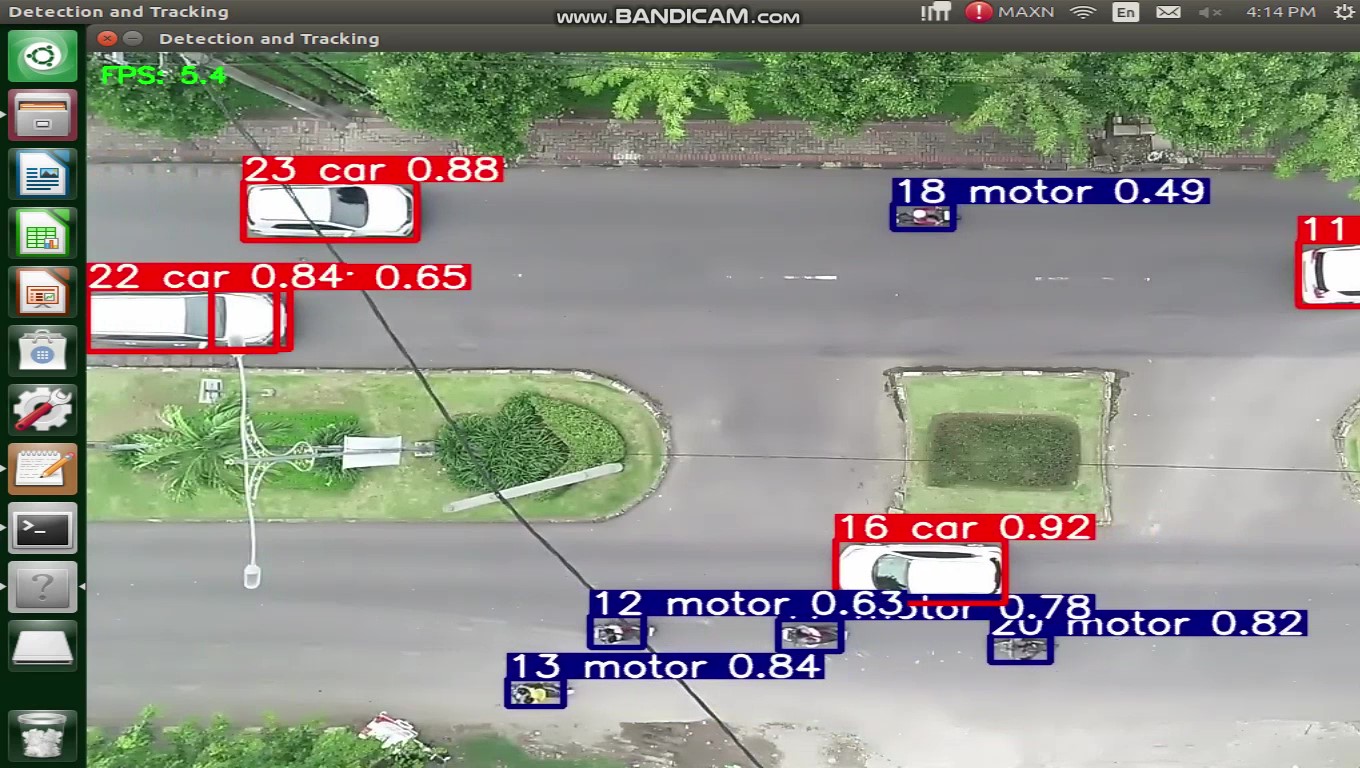 Detection and Tracking
www.BANDICAM.com
MAXN
En
4:14 PM
Detection and Tracking
FPS: 5.4
23 car 0.88
18 motor 0.49
11
22 car 0.84
0.65
16 car 0.92
12 motor 0.63
0.78
20 motor 0.82
13 motor 0.84
>_
?